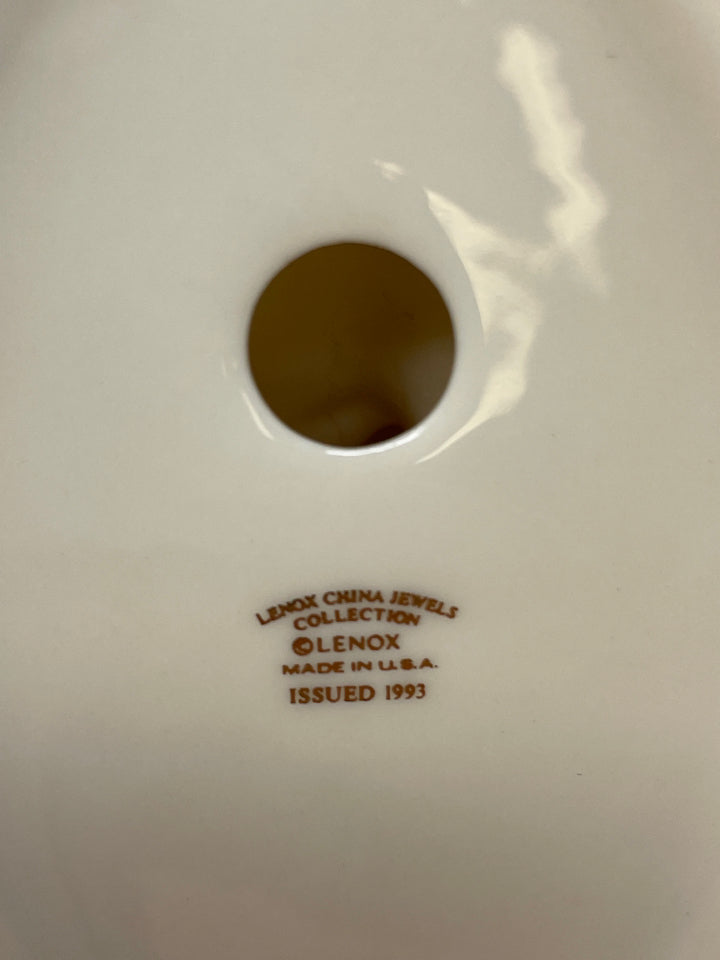 LENOX CHINA JEWELS
COLLECTION
©LENOX
MADE IN U.S.A.
ISSUED 1993